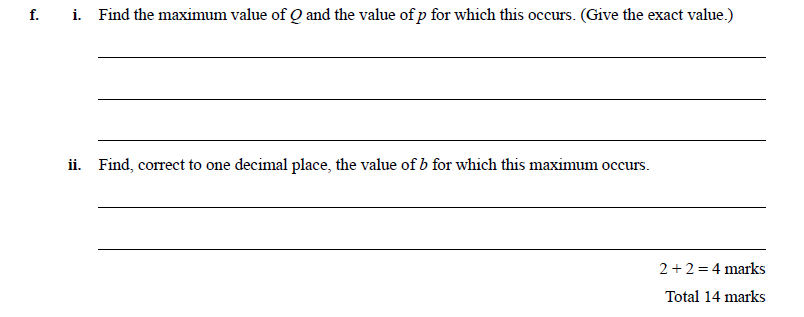 f. i. Find the maximum value of Q and the value of p for which this occurs. (Give the exact value.)
ii. Find, correct to one decimal place, the value of b for which this maximum occurs.
2 + 2 = 4 marks
Total 14 marks